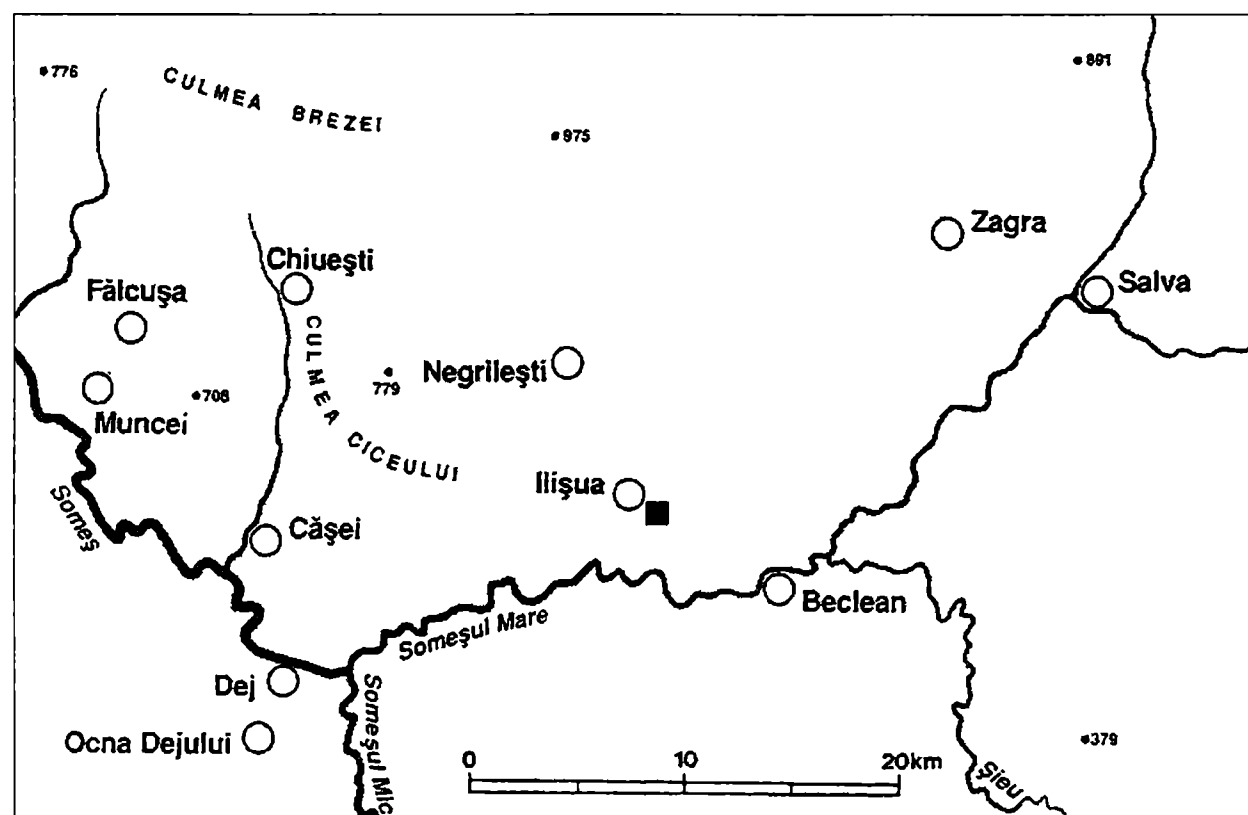 776
891
CULMEA BREZEI
975
Zagra
Chiueşti
Salva
Fălcuşa
CULMEA CICEULUI
Negrileşti
779
708
Muncei
Ilişua
Someş
Căşei
Beclean
Someşul Mare
Dej
Someşul Mic
Ocna Dejului
379
0 10 20km
Şieu